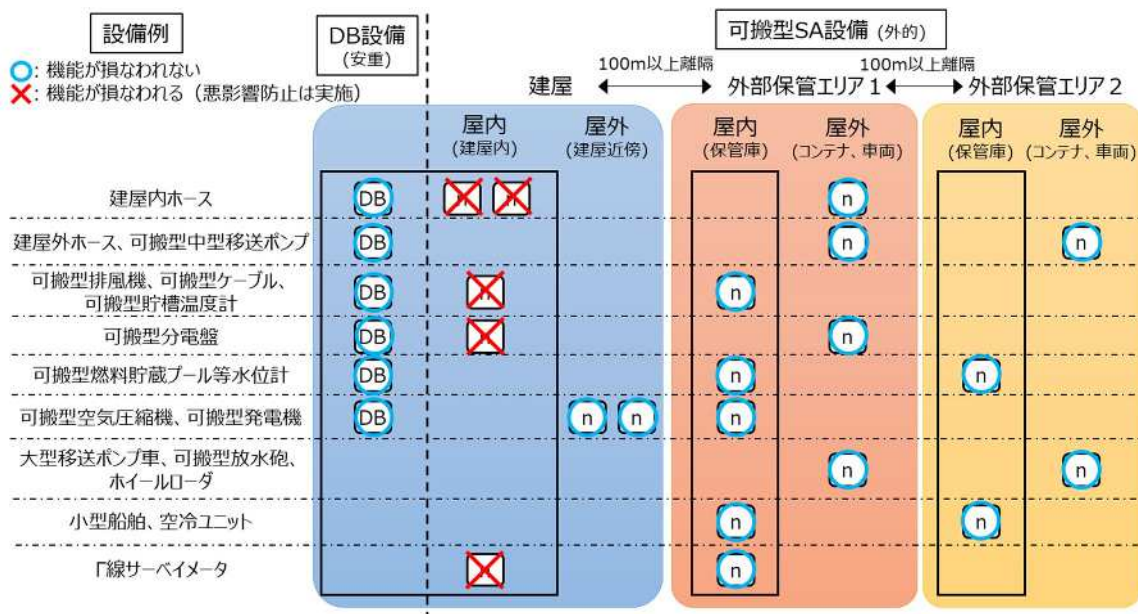 設備例
○: 機能が損なわれない
×: 機能が損なわれる（悪影響防止は実施）
DB設備
(安重)
可搬型SA設備 (外的)
建屋
100m以上離隔
外部保管エリア1
100m以上離隔
外部保管エリア2
屋内
(建屋内)
屋外
(建屋近傍)
屋内
(保管庫)
屋外
(コンテナ、車両)
屋内
(保管庫)
屋外
(コンテナ、車両)
建屋内ホース
DB
n
建屋外ホース、可搬型中型移送ポンプ
DB
n
n
可搬型排風機、可搬型ケーブル、
可搬型貯槽温度計
DB
n
可搬型分電盤
DB
n
可搬型燃料貯蔵プール等水位計
DB
n
n
可搬型空気圧縮機、可搬型発電機
DB
n
n
n
大型移送ポンプ車、可搬型放水砲、
ホイールローダ
n
n
小型船舶、空冷ユニット
n
n
Γ線サーベイメータ
n